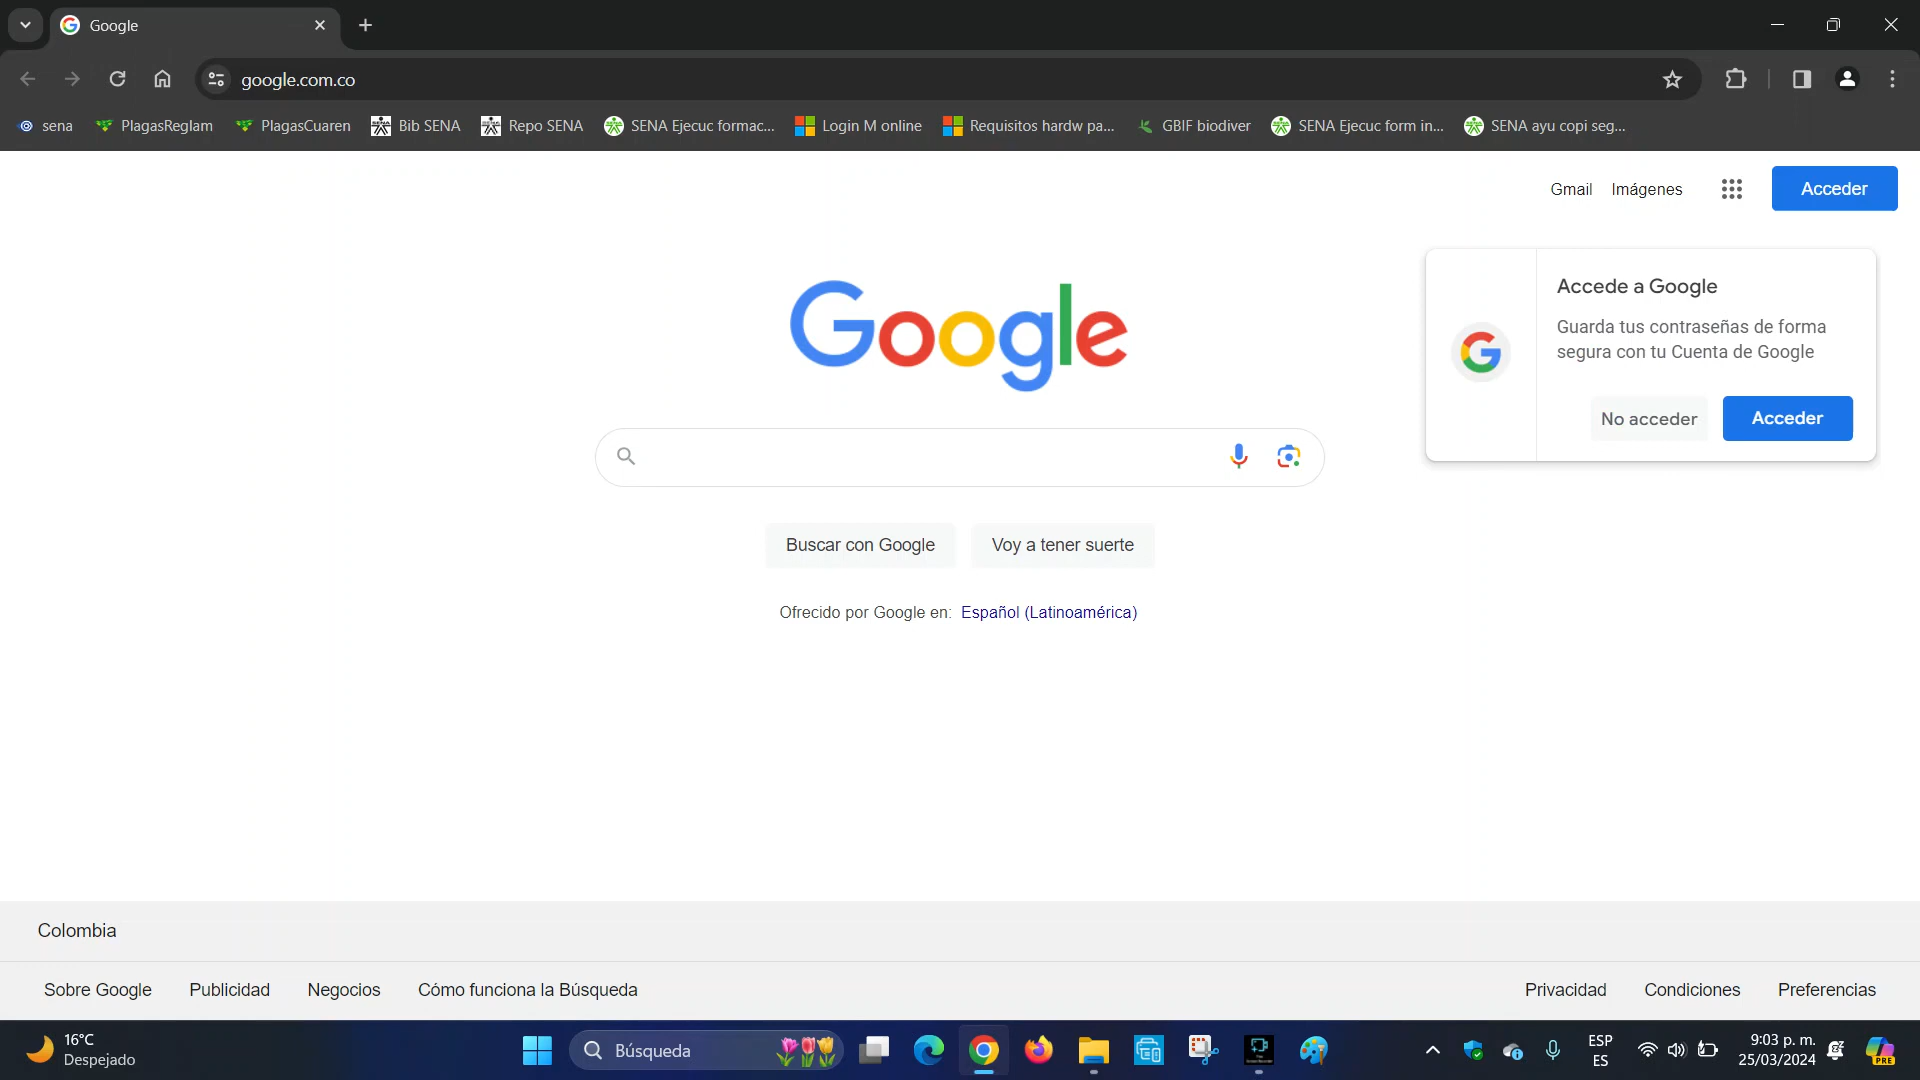 Google
google.com.co
sena
PlagasReglam
PlagasCuaren
Bib SENA
Repo SENA
SENA Ejecuc formac...
Login M online
Requisitos hardw pa...
GBIF biodiver
SENA Ejecuc form in...
SENA ayu copi seg...
Gmail
Imágenes
Acceder
Google
Accede a Google
Guarda tus contraseñas de forma
segura con tu Cuenta de Google
No acceder
Acceder
Buscar con Google
Voy a tener suerte
Ofrecido por Google en: Español (Latinoamérica)
Colombia
Sobre Google
Publicidad
Negocios
Cómo funciona la Búsqueda
Privacidad
Condiciones
Preferencias
16°C
Despejado
Búsqueda
ESP
ES
9:03 p. m.
25/03/2024
PRE